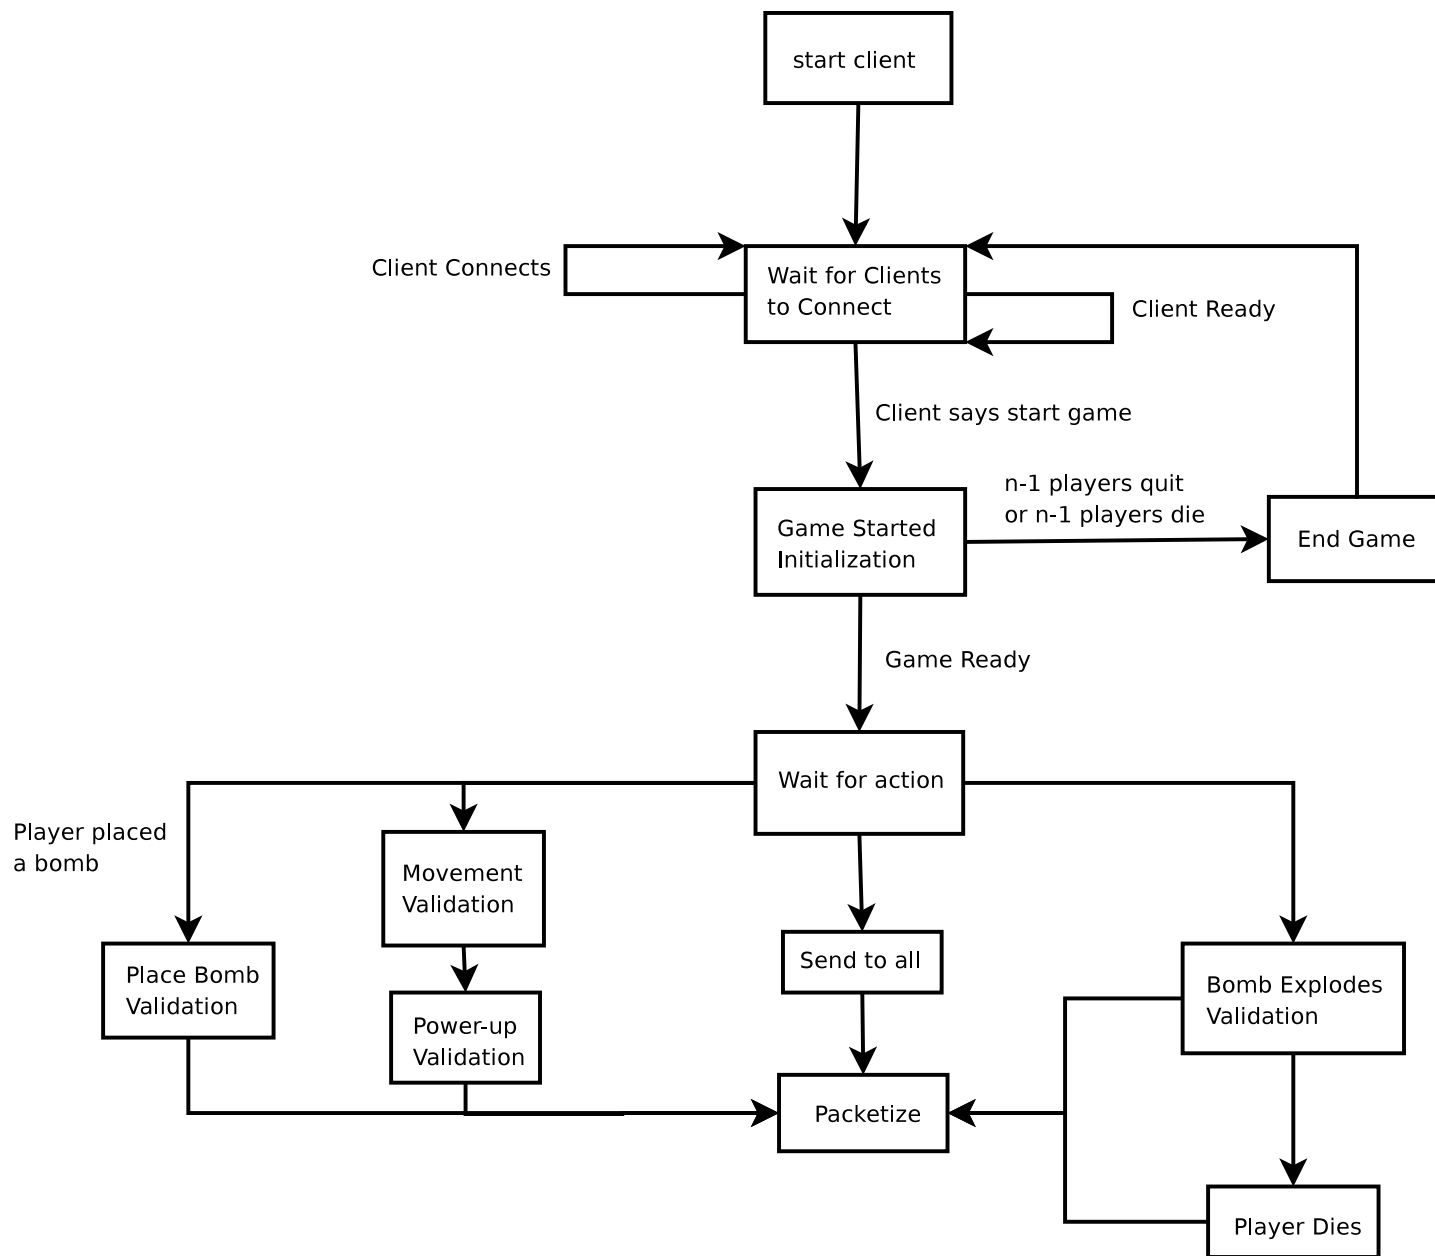 start client
Client Connects
Wait for Clients
to Connect
Client Ready
Client says start game
n-1 players quit
or n-1 players die
Game Started
Initialization
End Game
Game Ready
Wait for action
Player placed
a bomb
Movement
Validation
Send to all
Place Bomb
Validation
Bomb Explodes
Validation
Power-up
Validation
Packetize
Player Dies